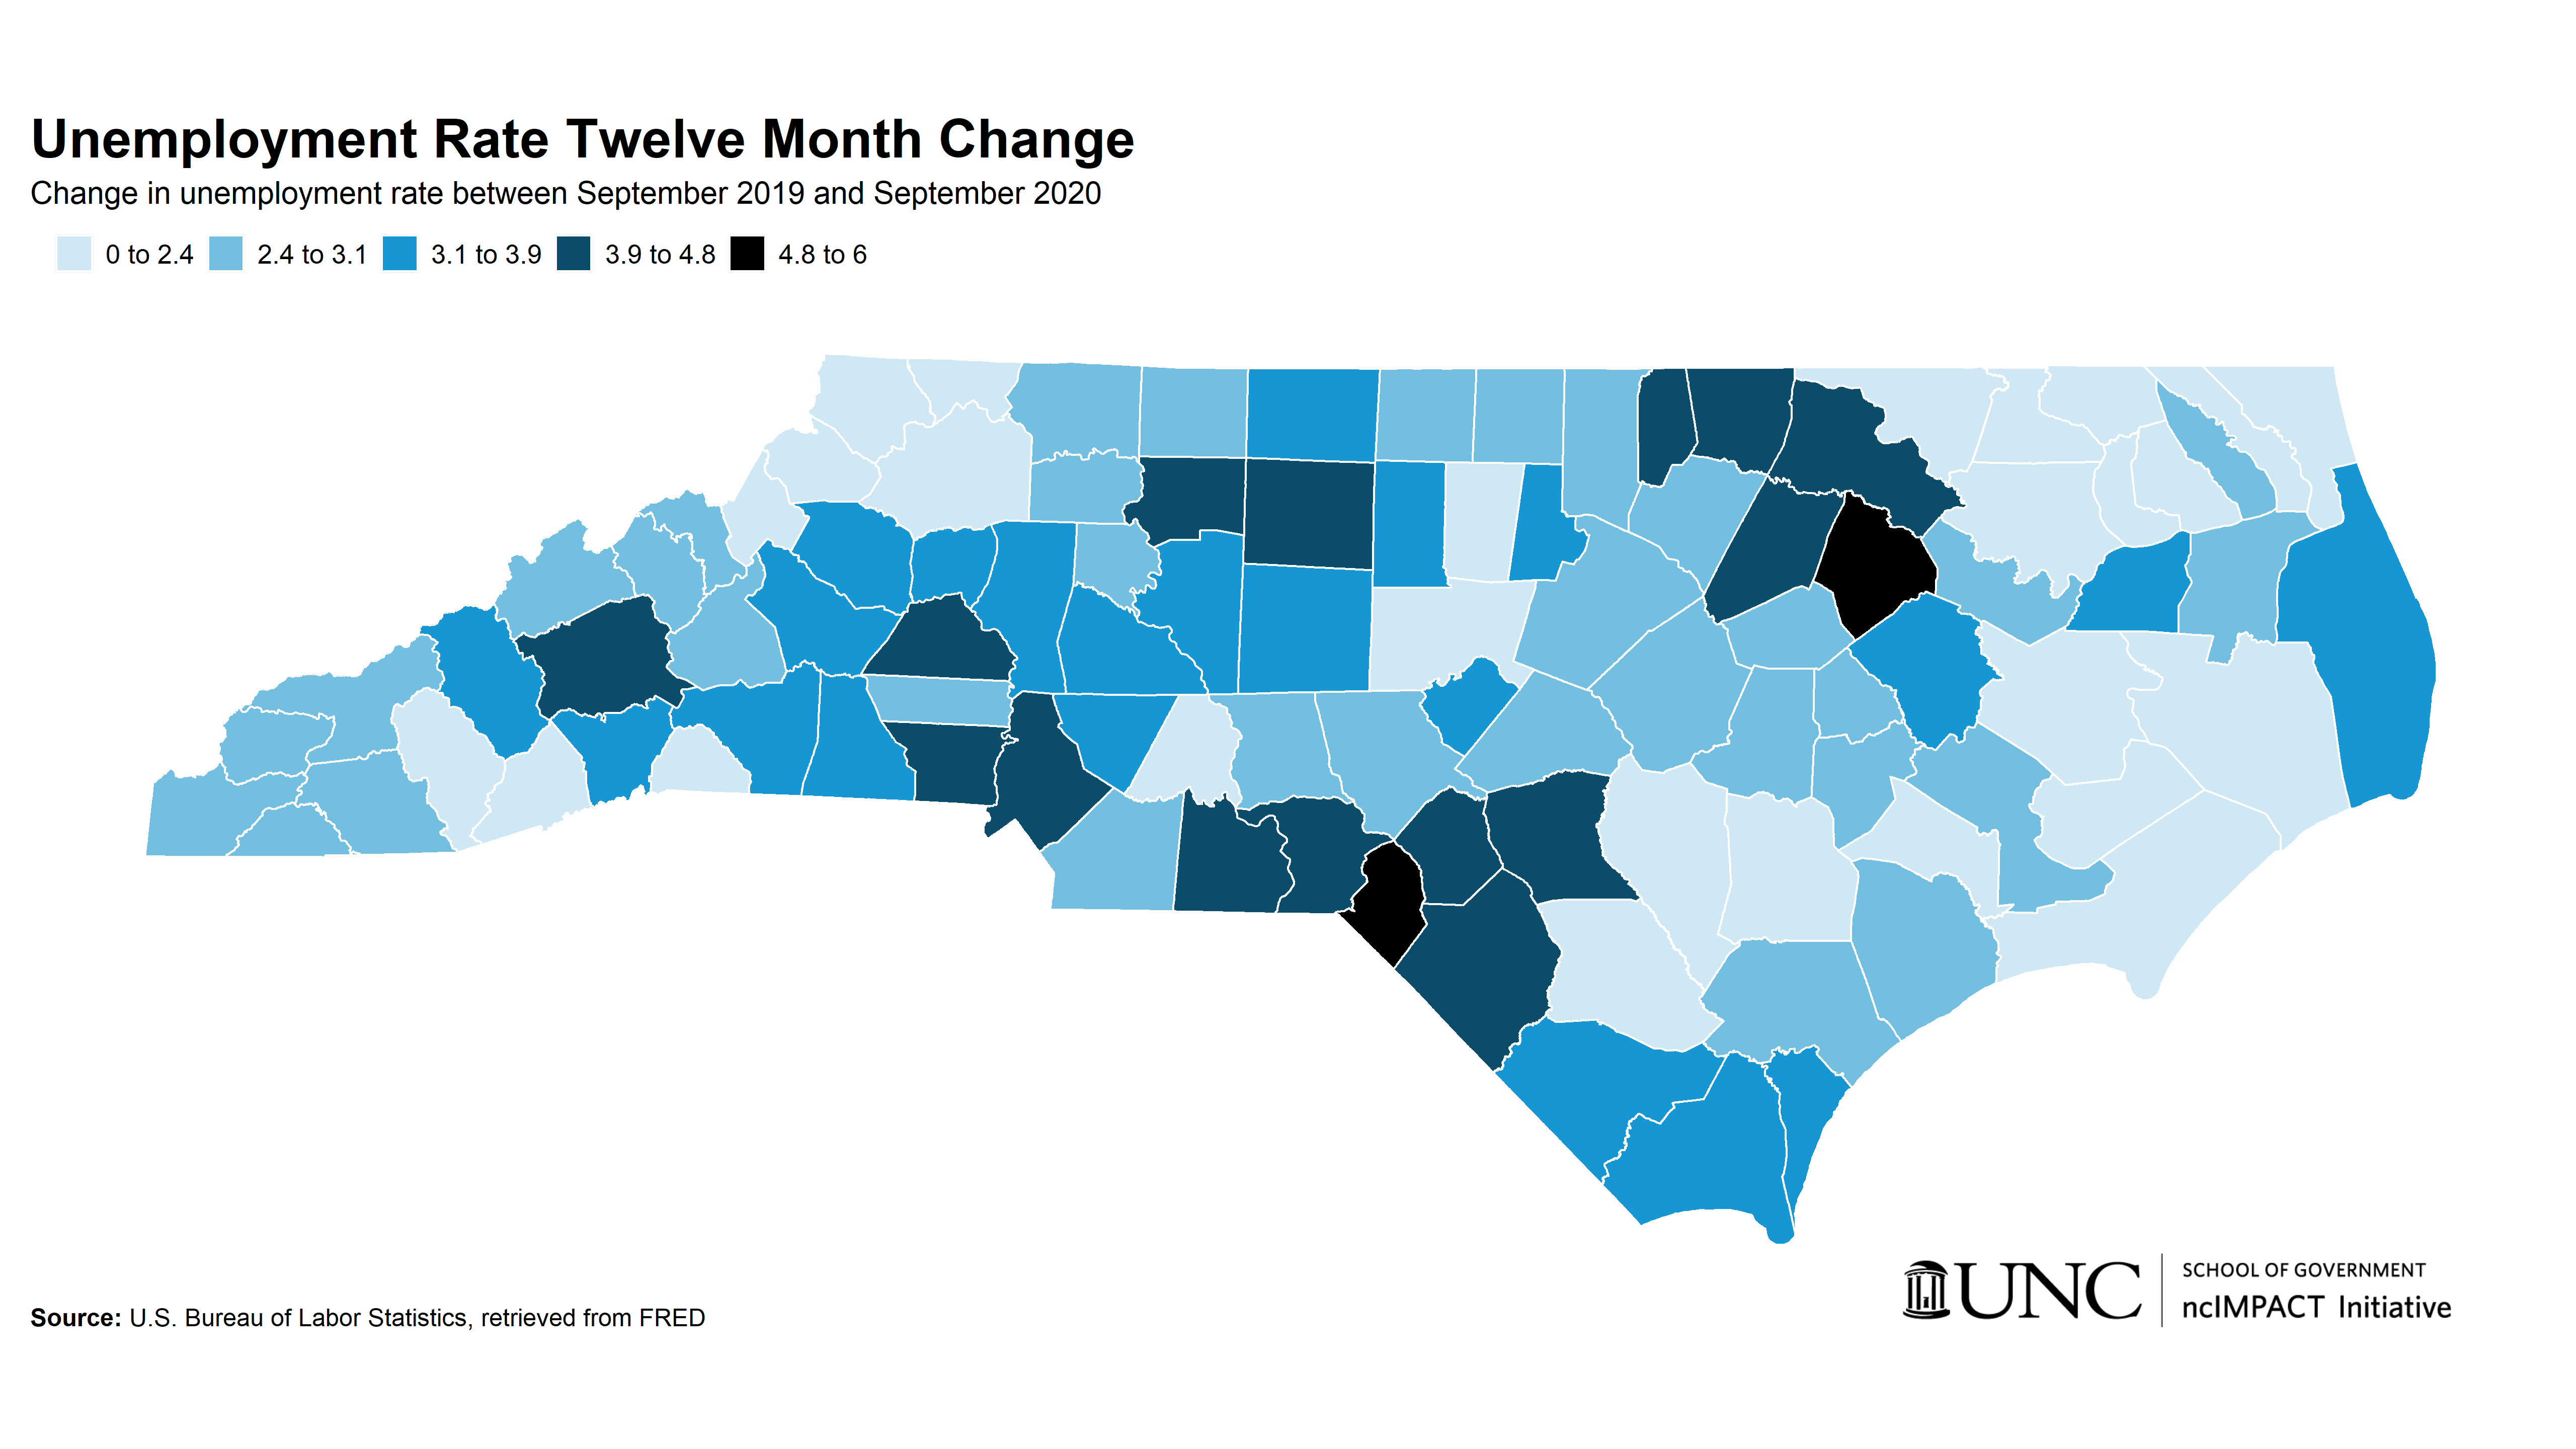 Unemployment Rate Twelve Month Change
Change in unemployment rate between September 2019 and September 2020
0 to 2.4 2.4 to 3.1 3.1 to 3.9 3.9 to 4.8 4.8 to 6
UNC SCHOOL OF GOVERNMENT
ncIMPACT Initiative
Source: U.S. Bureau of Labor Statistics, retrieved from FRED